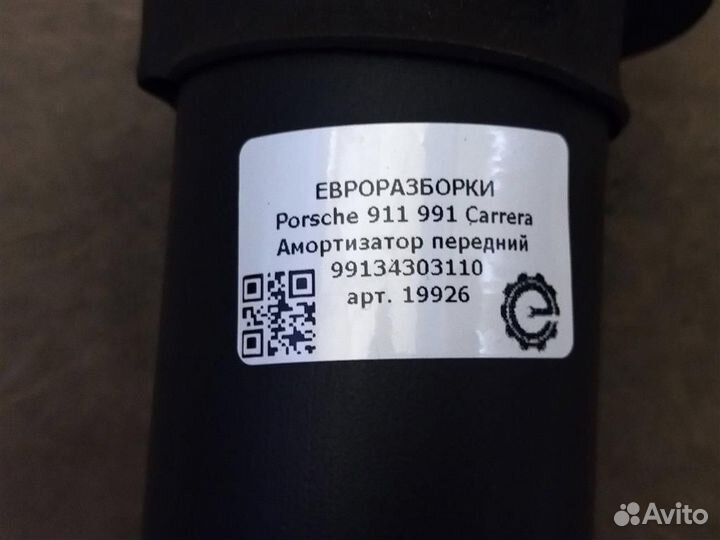 ЕВРОРАЗБОРКИ
Porsche 911 991 Carrera
Амортизатор передний
99134303110
арт. 19926
Avito